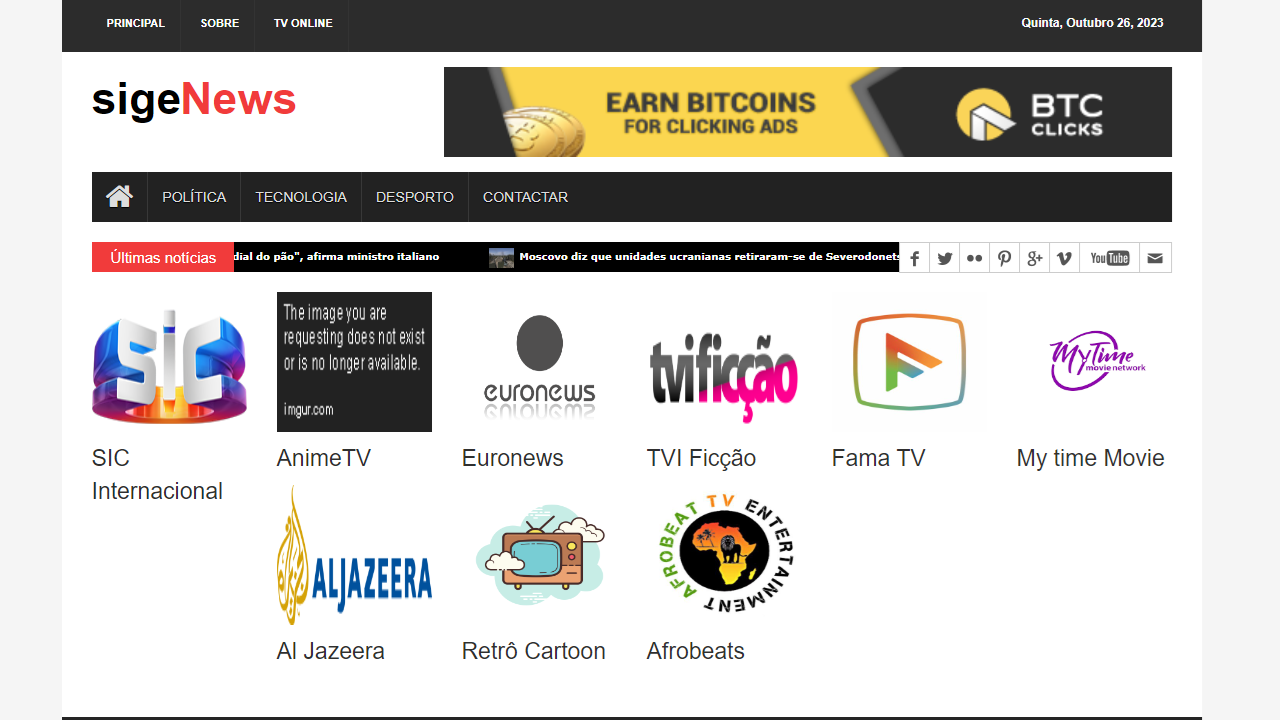 PRINCIPAL SOBRE TV ONLINE Quinta, Outubro 26, 2023
sigeNews
EARN BITCOINS
FOR CLICKING ADS
BTC
CLICKS
POLÍTICA TECNOLOGIA DESPORTO CONTACTAR
Últimas notícias dial do pão", afirma ministro italiano Moscovo diz que unidades ucranianas retiraram-se de Severodonets
You Tube
SIC
The image you are
requesting does not exist
or is no longer available.
imgur.com
euronews
tvificção
MyTime
movie network
SIC
Internacional
AnimeTV
Euronews
TVI Ficção
Fama TV
My time Movie
ALJAZEERA
AFROBEAT TV ENTERTAINMENT
Al Jazeera
Retrô Cartoon
Afrobeats